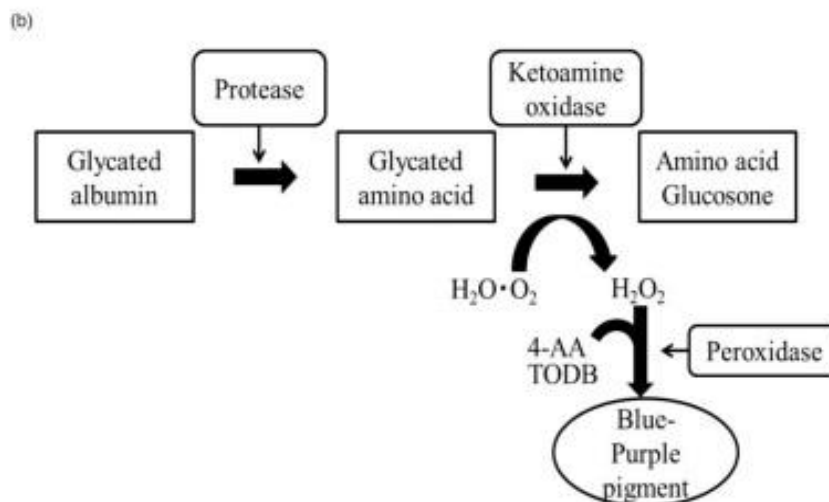 (b)
Protease
Ketoamine
oxidase
Glycated
albumin
Glycated
amino acid
Amino acid
Glucosone
H₂O・O₂
H₂O₂
4-AA
TODB
Peroxidase
Blue-
Purple
pigment